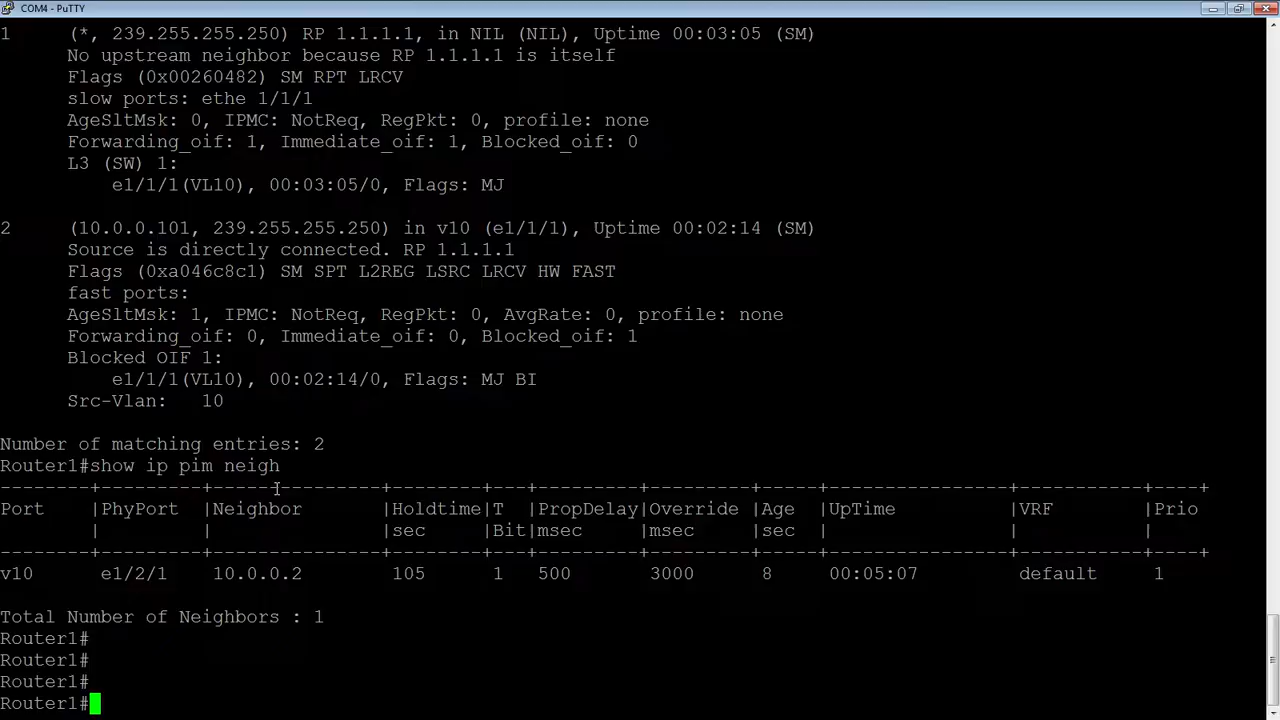 COM4 - PuTTY
1 (*, 239.255.255.250) RP 1.1.1.1, in NIL (NIL), Uptime 00:03:05 (SM)
No upstream neighbor because RP 1.1.1.1 is itself
Flags (0x00260482) SM RPT LRCV
slow ports: ethe 1/1/1
AgeSltMsk: 0, IPMC: NotReq, RegPkt: 0, profile: none
Forwarding_oif: 1, Immediate_oif: 1, Blocked_oif: 0
L3 (SW) 1:
e1/1/1(VL10), 00:03:05/0, Flags: MJ
2 (10.0.0.101, 239.255.255.250) in v10 (e1/1/1), Uptime 00:02:14 (SM)
Source is directly connected. RP 1.1.1.1
Flags (0xa046c8c1) SM SPT L2REG LSRC LRCV HW FAST
fast ports:
AgeSltMsk: 1, IPMC: NotReq, RegPkt: 0, AvgRate: 0, profile: none
Forwarding_oif: 0, Immediate_oif: 0, Blocked_oif: 1
Blocked OIF 1:
e1/1/1(VL10), 00:02:14/0, Flags: MJ BI
Src-Vlan: 10
Number of matching entries: 2
Router1#show ip pim neigh
--------+---------+---------------+--------+---+---------+--------+-----+----------------+-----------+----+
Port |PhyPort |Neighbor |Holdtime|T |PropDelay|Override |Age |UpTime |VRF |Prio
| | |sec |Bit|msec |msec |sec | | |
--------+---------+---------------+--------+---+---------+--------+-----+----------------+-----------+----+
v10 e1/2/1 10.0.0.2 105 1 500 3000 8 00:05:07 default 1
Total Number of Neighbors : 1
Router1#
Router1#
Router1#
Router1#